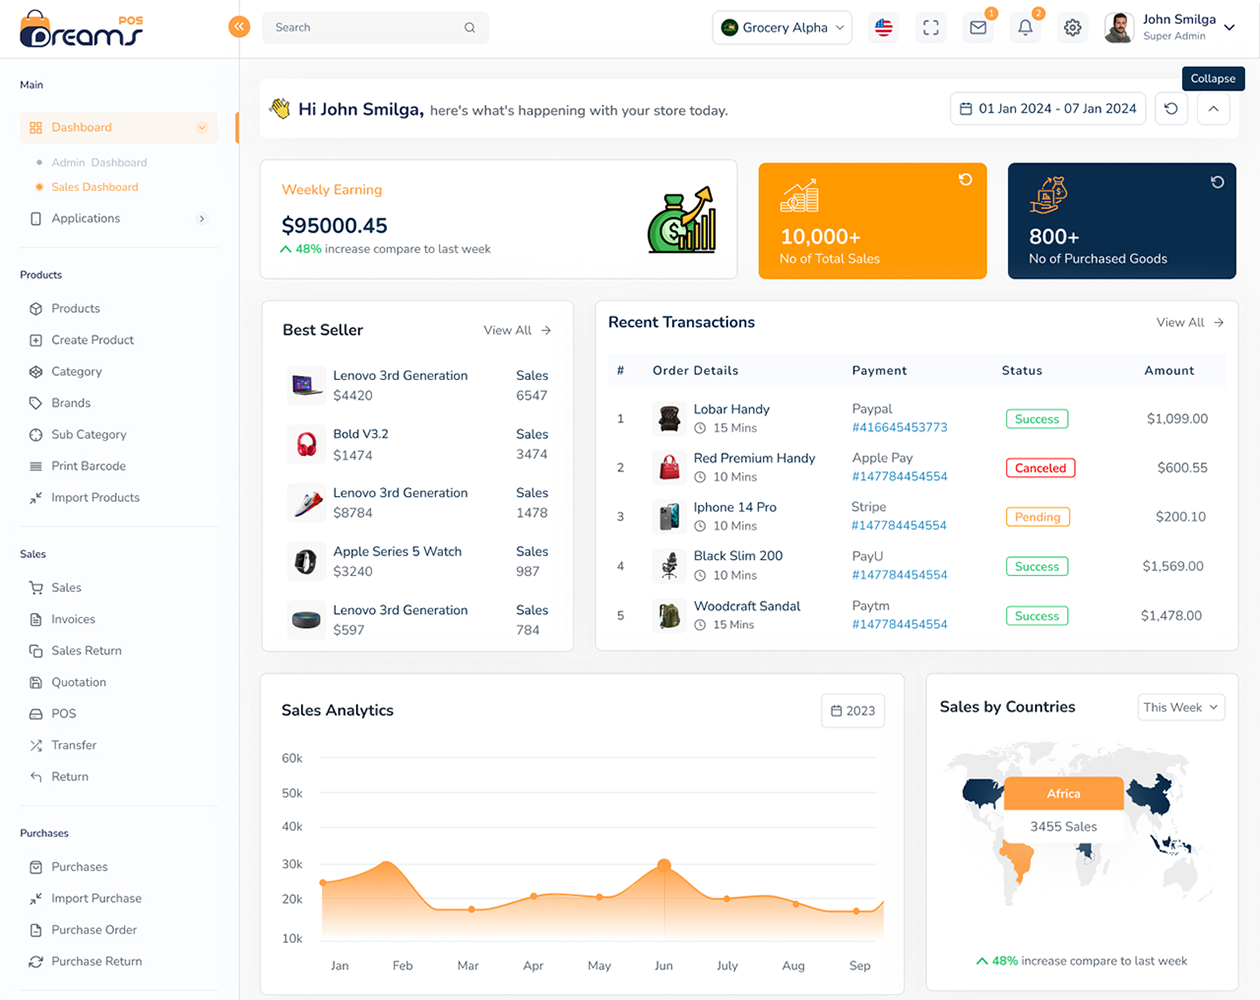 POS
Dreams
Search
Grocery Alpha
1
2
John Smilga
Super Admin
Collapse
Main
Dashboard
Admin Dashboard
Sales Dashboard
Applications
Products
Products
Create Product
Category
Brands
Sub Category
Print Barcode
Import Products
Sales
Sales
Invoices
Sales Return
Quotation
POS
Transfer
Return
Purchases
Purchases
Import Purchase
Purchase Order
Purchase Return
Hi John Smilga, here's what's happening with your store today.
01 Jan 2024 - 07 Jan 2024
Weekly Earning
$95000.45
48% increase compare to last week
10,000+
No of Total Sales
800+
No of Purchased Goods
Best Seller
View All
Lenovo 3rd Generation Sales
$4420 6547
Bold V3.2 Sales
$1474 3474
Lenovo 3rd Generation Sales
$8784 1478
Apple Series 5 Watch Sales
$3240 987
Lenovo 3rd Generation Sales
$597 784
Recent Transactions
View All
# Order Details Payment Status Amount
1 Lobar Handy Paypal Success $1,099.00
15 Mins #416645453773
2 Red Premium Handy Apple Pay Canceled $600.55
10 Mins #147784454554
3 Iphone 14 Pro Stripe Pending $200.10
10 Mins #147784454554
4 Black Slim 200 PayU Success $1,569.00
10 Mins #147784454554
5 Woodcraft Sandal Paytm Success $1,478.00
15 Mins #147784454554
Sales Analytics
2023
60k
50k
40k
30k
20k
10k
Jan Feb Mar Apr May Jun July Aug Sep
Sales by Countries
This Week
Africa
3455 Sales
48% increase compare to last week